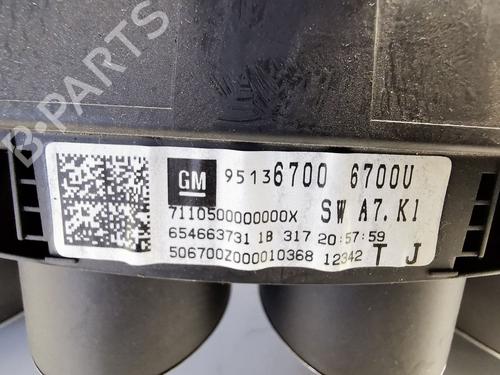 B-PARTS
GM 95136700 6700U
7110500000000X SW A7.K1
654663731 1B 317 20:57:59
506700Z000010368 12342 T J